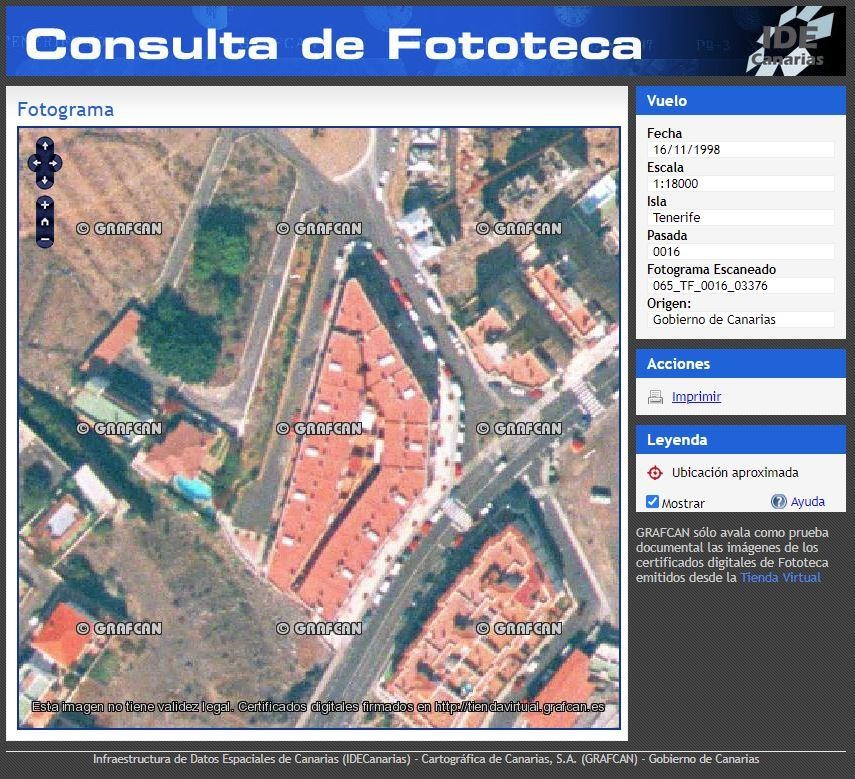 Consulta de Fototeca
IDE
Canarias
Fotograma
© GRAFCAN © GRAFCAN © GRAFCAN
© GRAFCAN © GRAFCAN © GRAFCAN
© GRAFCAN © GRAFCAN © GRAFCAN
Esta imagen no tiene validez legal. Certificados digitales firmados en http://tiendavirtual.grafcan.es
Vuelo
Fecha
16/11/1998
Escala
1:18000
Isla
Tenerife
Pasada
0016
Fotograma Escaneado
065_TF_0016_03376
Origen:
Gobierno de Canarias
Acciones
Imprimir
Leyenda
Ubicación aproximada
Mostrar ? Ayuda
GRAFCAN sólo avala como prueba
documental las imágenes de los
certificados digitales de Fototeca
emitidos desde la Tienda Virtual
Infraestructura de Datos Espaciales de Canarias (IDECanarias) - Cartográfica de Canarias, S.A. (GRAFCAN) - Gobierno de Canarias